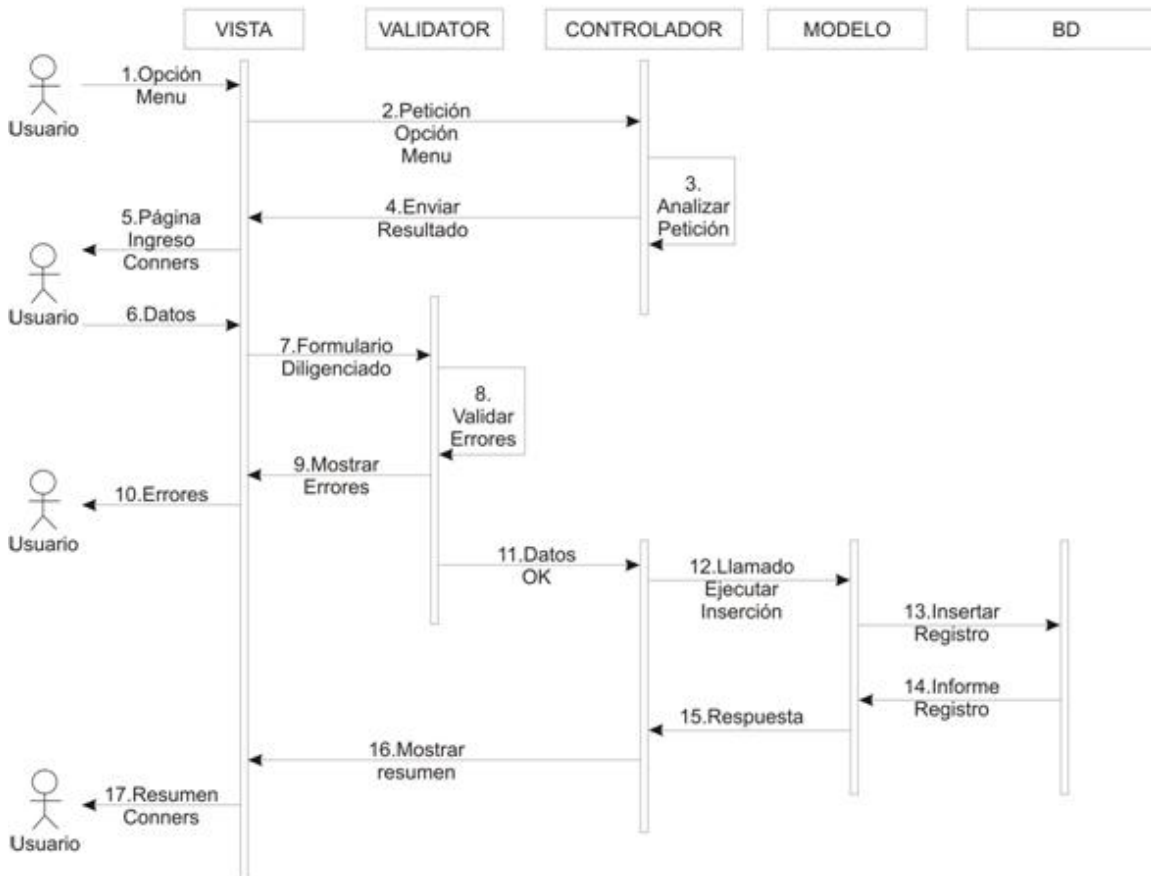 VISTA
VALIDATOR
CONTROLADOR
MODELO
BD
1.Opción
Menu
Usuario
2.Petición
Opción
Menu
3.
Analizar
Petición
4.Enviar
Resultado
5.Página
Ingreso
Conners
Usuario
6.Datos
7.Formulario
Diligenciado
8.
Validar
Errores
9.Mostrar
Errores
10.Errores
Usuario
11.Datos
OK
12.Llamado
Ejecutar
Inserción
13.Insertar
Registro
14.Informe
Registro
15.Respuesta
16.Mostrar
resumen
17.Resumen
Conners
Usuario